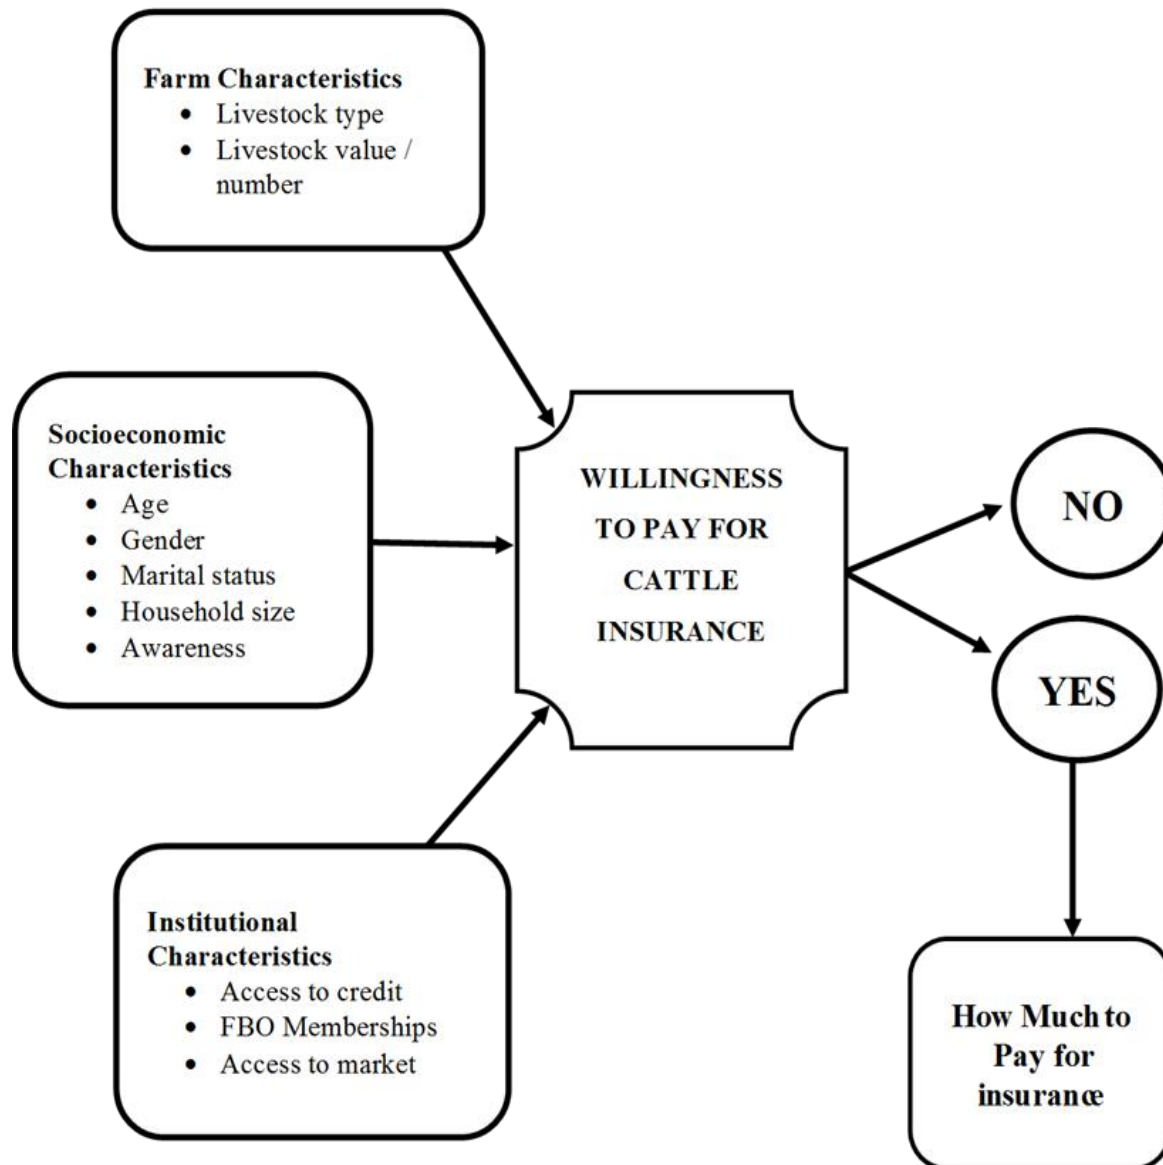 Farm Characteristics
• Livestock type
• Livestock value /
number
Socioeconomic
Characteristics
• Age
• Gender
• Marital status
• Household size
• Awareness
Institutional
Characteristics
• Access to credit
• FBO Memberships
• Access to market
WILLINGNESS
TO PAY FOR
CATTLE
INSURANCE
NO
YES
How Much to
Pay for
insurance